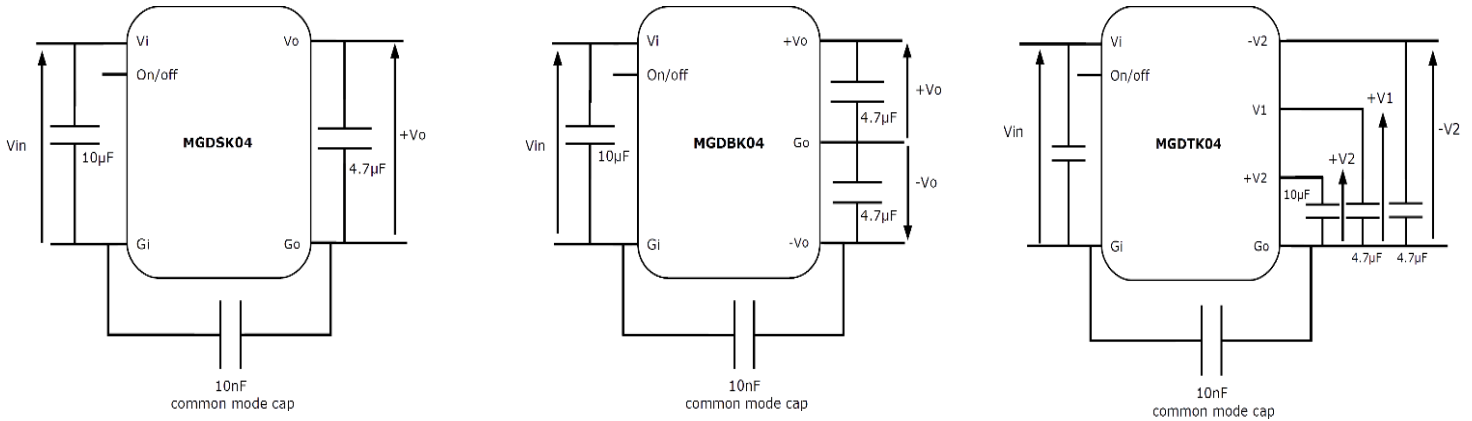 Vi
Vo
On/off
Vin
10µF
MGDSK04
+Vo
4.7µF
Gi
Go
10nF
common mode cap
Vi
+Vo
On/off
+Vo
4.7µF
Vin
10µF
MGDBK04
Go
-Vo
4.7µF
Gi
-Vo
10nF
common mode cap
Vi
-V2
On/off
V1
+V1
Vin
MGDTK04
-V2
+V2
+V2
10µF
Gi
Go
4.7µF
4.7µF
10nF
common mode cap